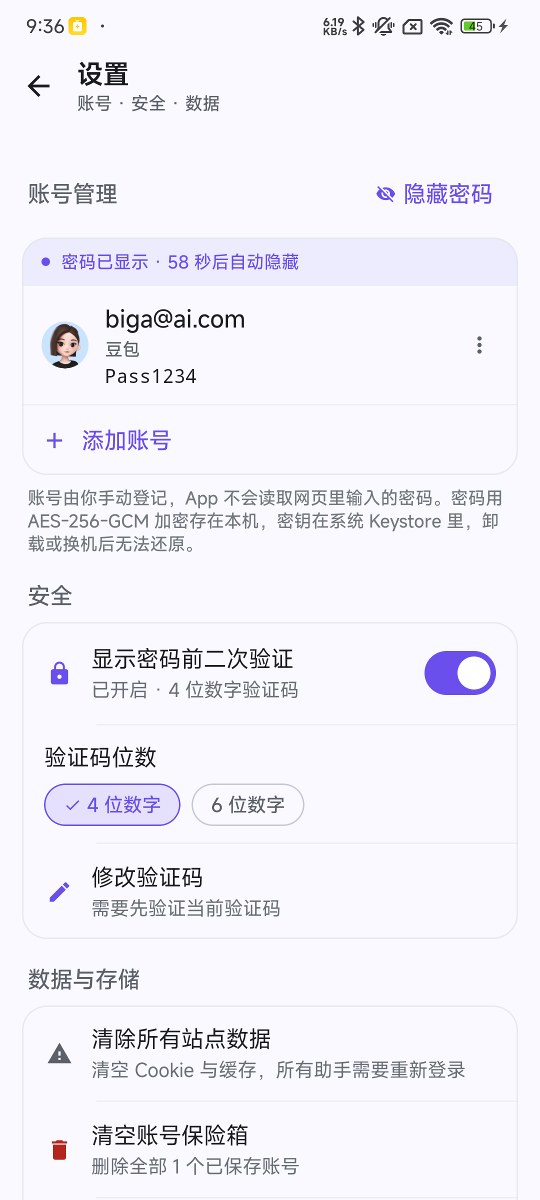 9:36
6.19 KB/s
45
设置
账号 · 安全 · 数据
账号管理
隐藏密码
密码已显示 · 58 秒后自动隐藏
biga@ai.com
豆包
Pass1234
添加账号
账号由你手动登记，App 不会读取网页里输入的密码。密码用
AES-256-GCM 加密存在本机，密钥在系统 Keystore 里，卸
载或换机后无法还原。
安全
显示密码前二次验证
已开启 · 4 位数字验证码
验证码位数
4 位数字
6 位数字
修改验证码
需要先验证当前验证码
数据与存储
清除所有站点数据
清空 Cookie 与缓存，所有助手需要重新登录
清空账号保险箱
删除全部 1 个已保存账号